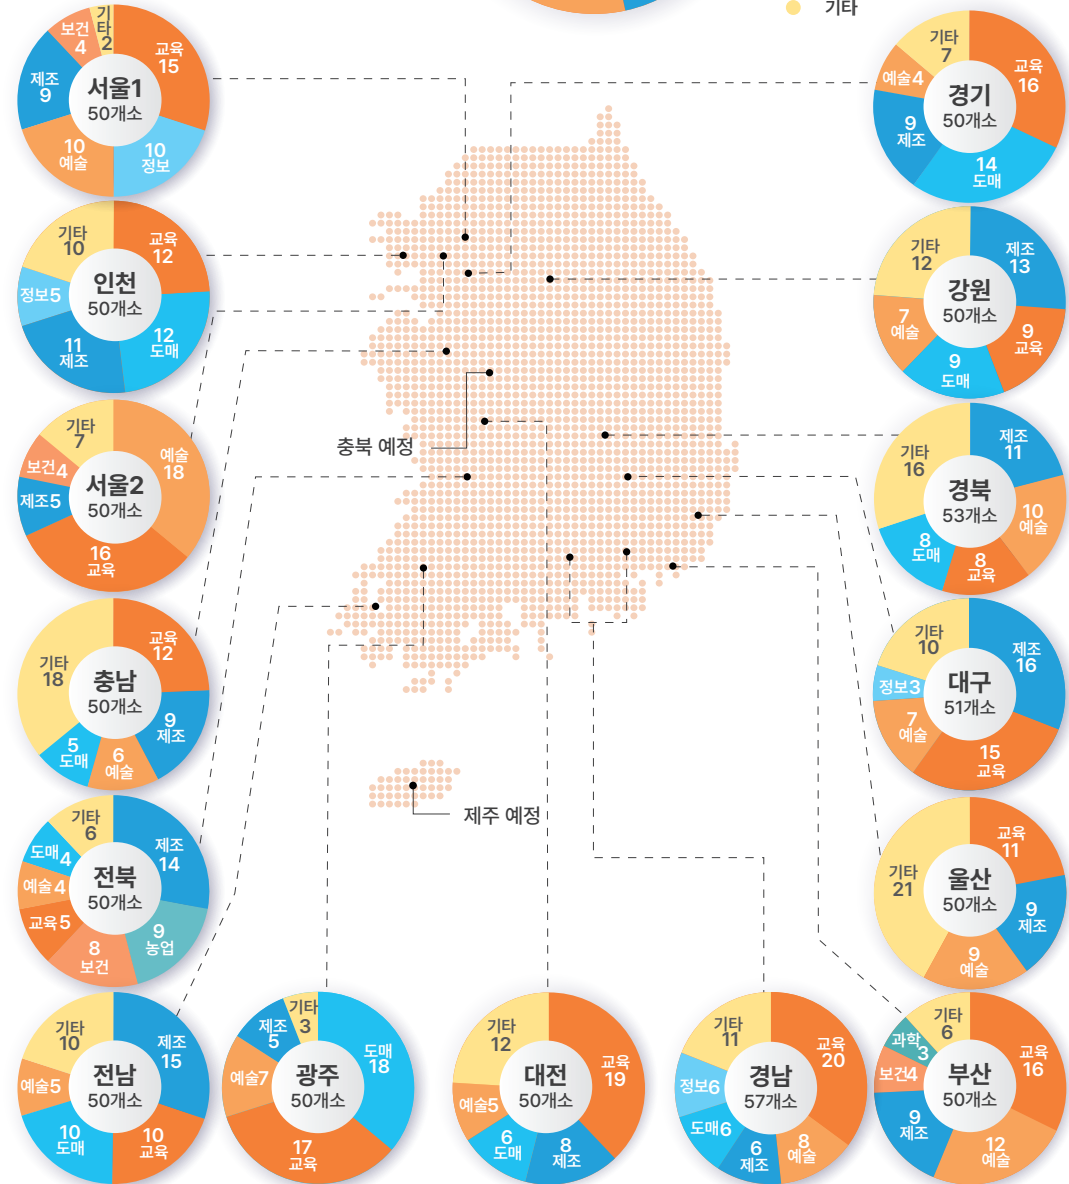 기타
기
타
2
보건
4
교육
15
제조
9
서울1
50개소
10
예술
10
정보
기타
7
교육
16
예술4
경기
50개소
9
제조
14
도매
기타
10
교육
12
정보5
인천
50개소
11
제조
12
도매
기타
12
제조
13
강원
50개소
7
예술
9
교육
9
도매
기타
7
예술
18
보건4
제조5
서울2
50개소
16
교육
충북 예정
기타
16
제조
11
경북
53개소
10
예술
8
도매
8
교육
기타
18
교육
12
충남
50개소
9
제조
5
도매
6
예술
기타
10
제조
16
정보3
대구
51개소
7
예술
15
교육
제주 예정
기타
6
제조
14
도매4
예술4
교육5
전북
50개소
9
농업
8
보건
기타
21
교육
11
울산
50개소
9
제조
9
예술
기타
10
제조
15
예술5
전남
50개소
10
도매
10
교육
기타
3
제조
5
도매
18
예술7
광주
50개소
17
교육
기타
12
교육
19
예술5
대전
50개소
6
도매
8
제조
기타
11
교육
20
정보6
경남
57개소
도매6
6
제조
8
예술
기타
6
과학
3
교육
16
보건4
부산
50개소
9
제조
12
예술